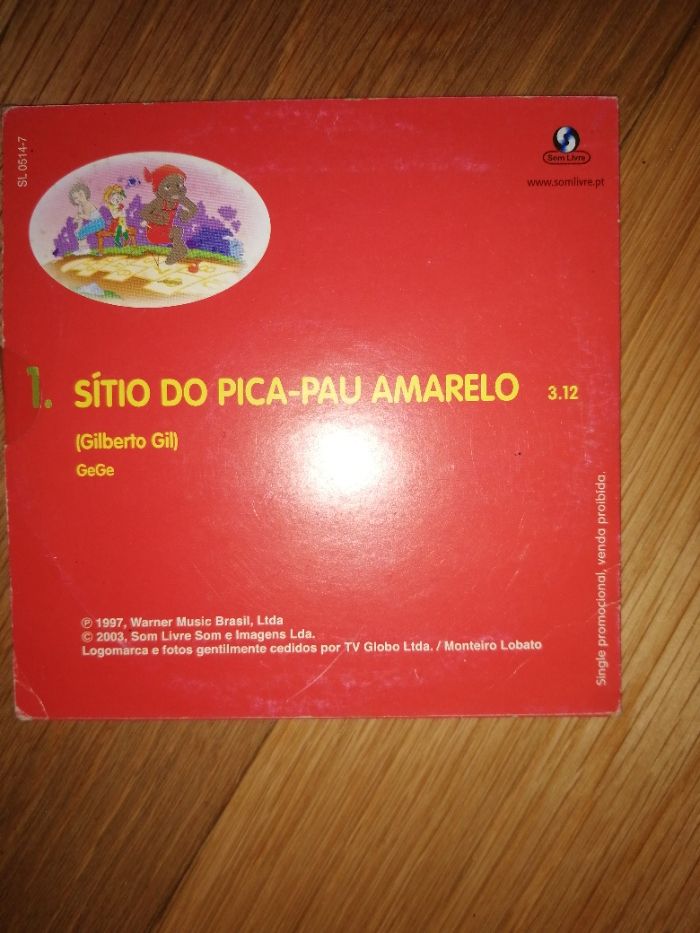 SL 0514-7
Som Livre
www.somlivre.pt
1. SÍTIO DO PICA-PAU AMARELO 3.12
(Gilberto Gil)
GeGe
℗ 1997, Warner Music Brasil, Ltda
© 2003, Som Livre Som e Imagens Lda.
Logomarca e fotos gentilmente cedidos por TV Globo Ltda. / Monteiro Lobato
Single promocional, venda proibida.